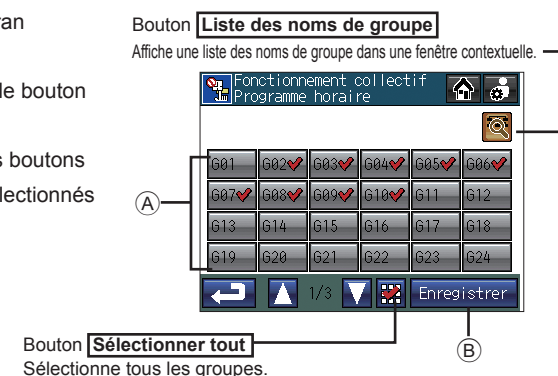 ran
le bouton
s boutons
lectionnés
Bouton Liste des noms de groupe
Affiche une liste des noms de groupe dans une fenêtre contextuelle.
Fonctionnement collectif
Programme horaire
G01 G02 G03 G04 G05 G06
G07 G08 G09 G10 G11 G12
G13 G14 G15 G16 G17 G18
G19 G20 G21 G22 G23 G24
1/3 Enregistrer
A
B
Bouton Sélectionner tout
Sélectionne tous les groupes.